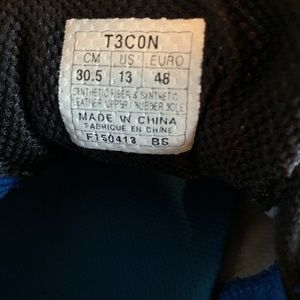 T3C0N
CM US EURO
30.5 13 48
SYNTHETIC FIBER & SYNTHETIC
LEATHER UPPER / RUBBER SOLE
MADE IN CHINA
FABRIQUE EN CHINE
F150413 BS